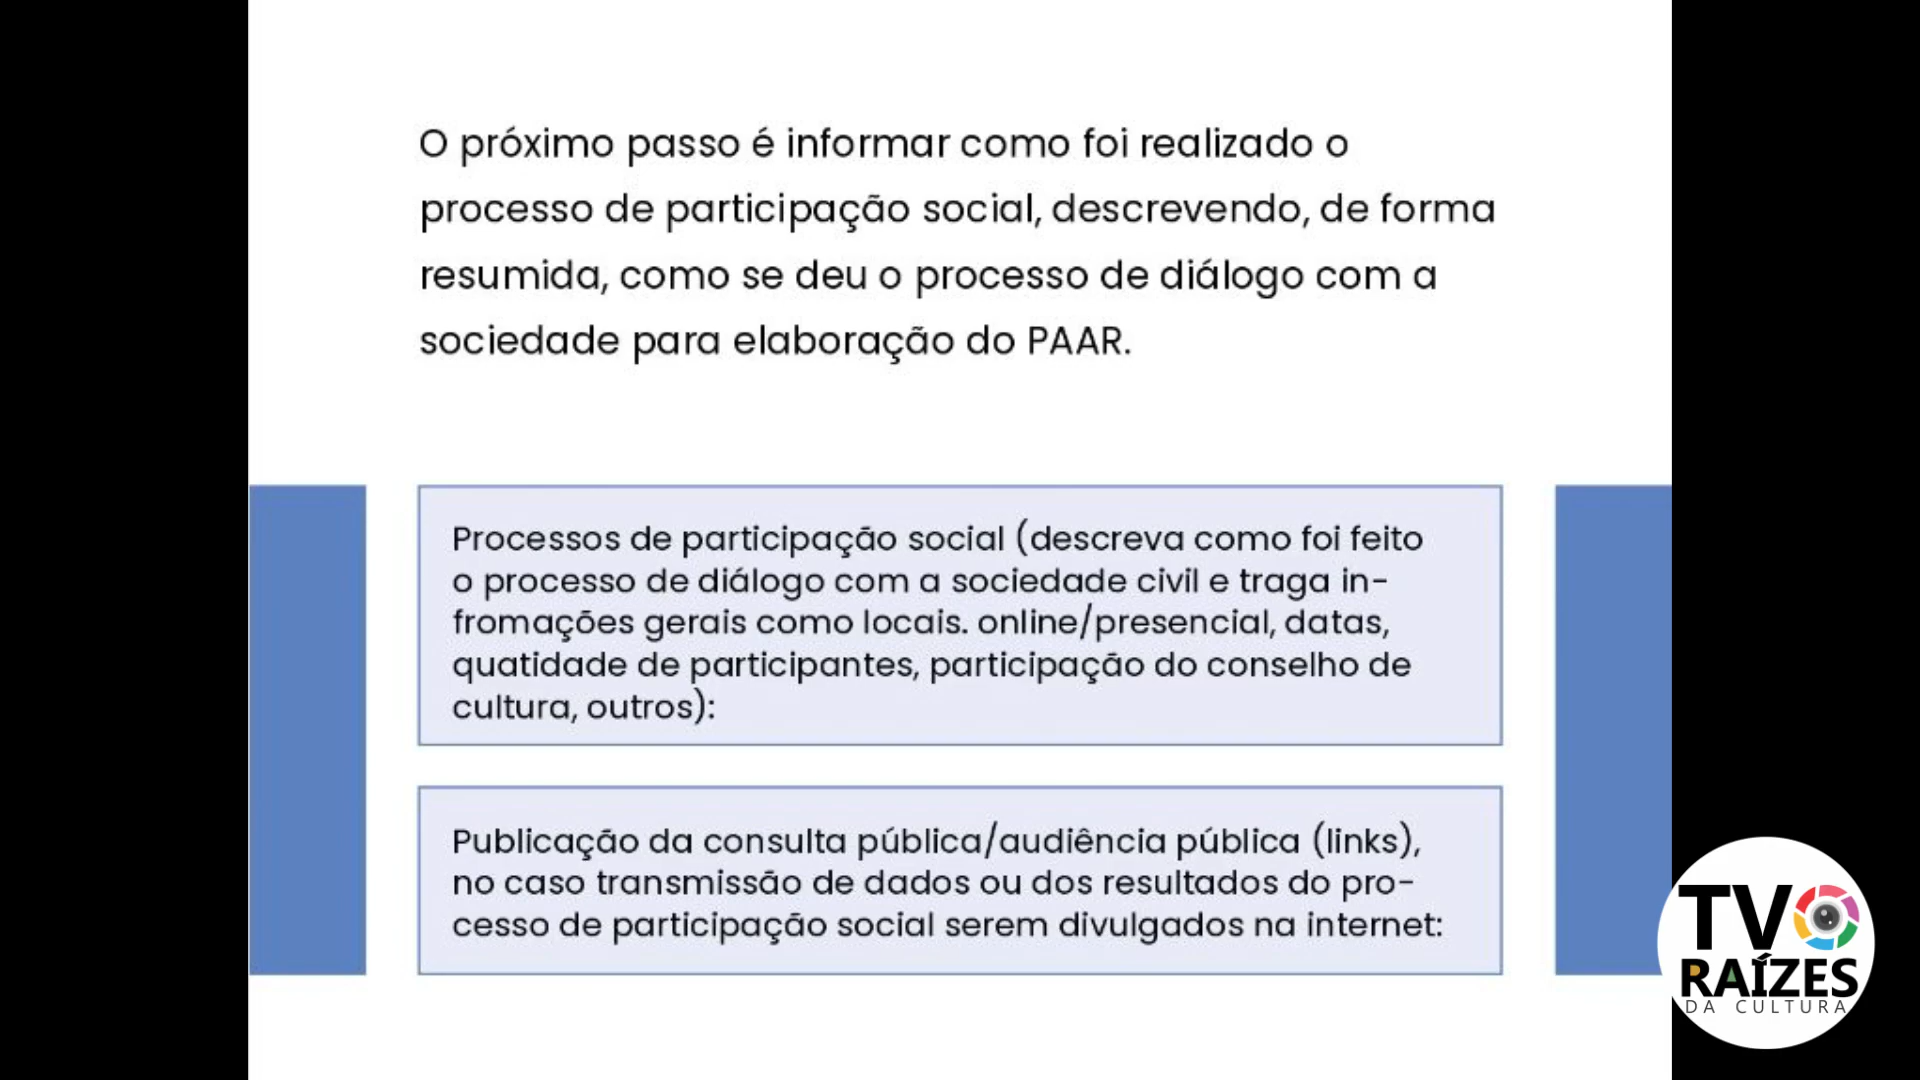 O próximo passo é informar como foi realizado o
processo de participação social, descrevendo, de forma
resumida, como se deu o processo de diálogo com a
sociedade para elaboração do PAAR.
Processos de participação social (descreva como foi feito
o processo de diálogo com a sociedade civil e traga in-
fromações gerais como locais. online/presencial, datas,
quatidade de participantes, participação do conselho de
cultura, outros):
Publicação da consulta pública/audiência pública (links),
no caso transmissão de dados ou dos resultados do pro-
cesso de participação social serem divulgados na internet:
TV
RAÍZES
DA CULTURA